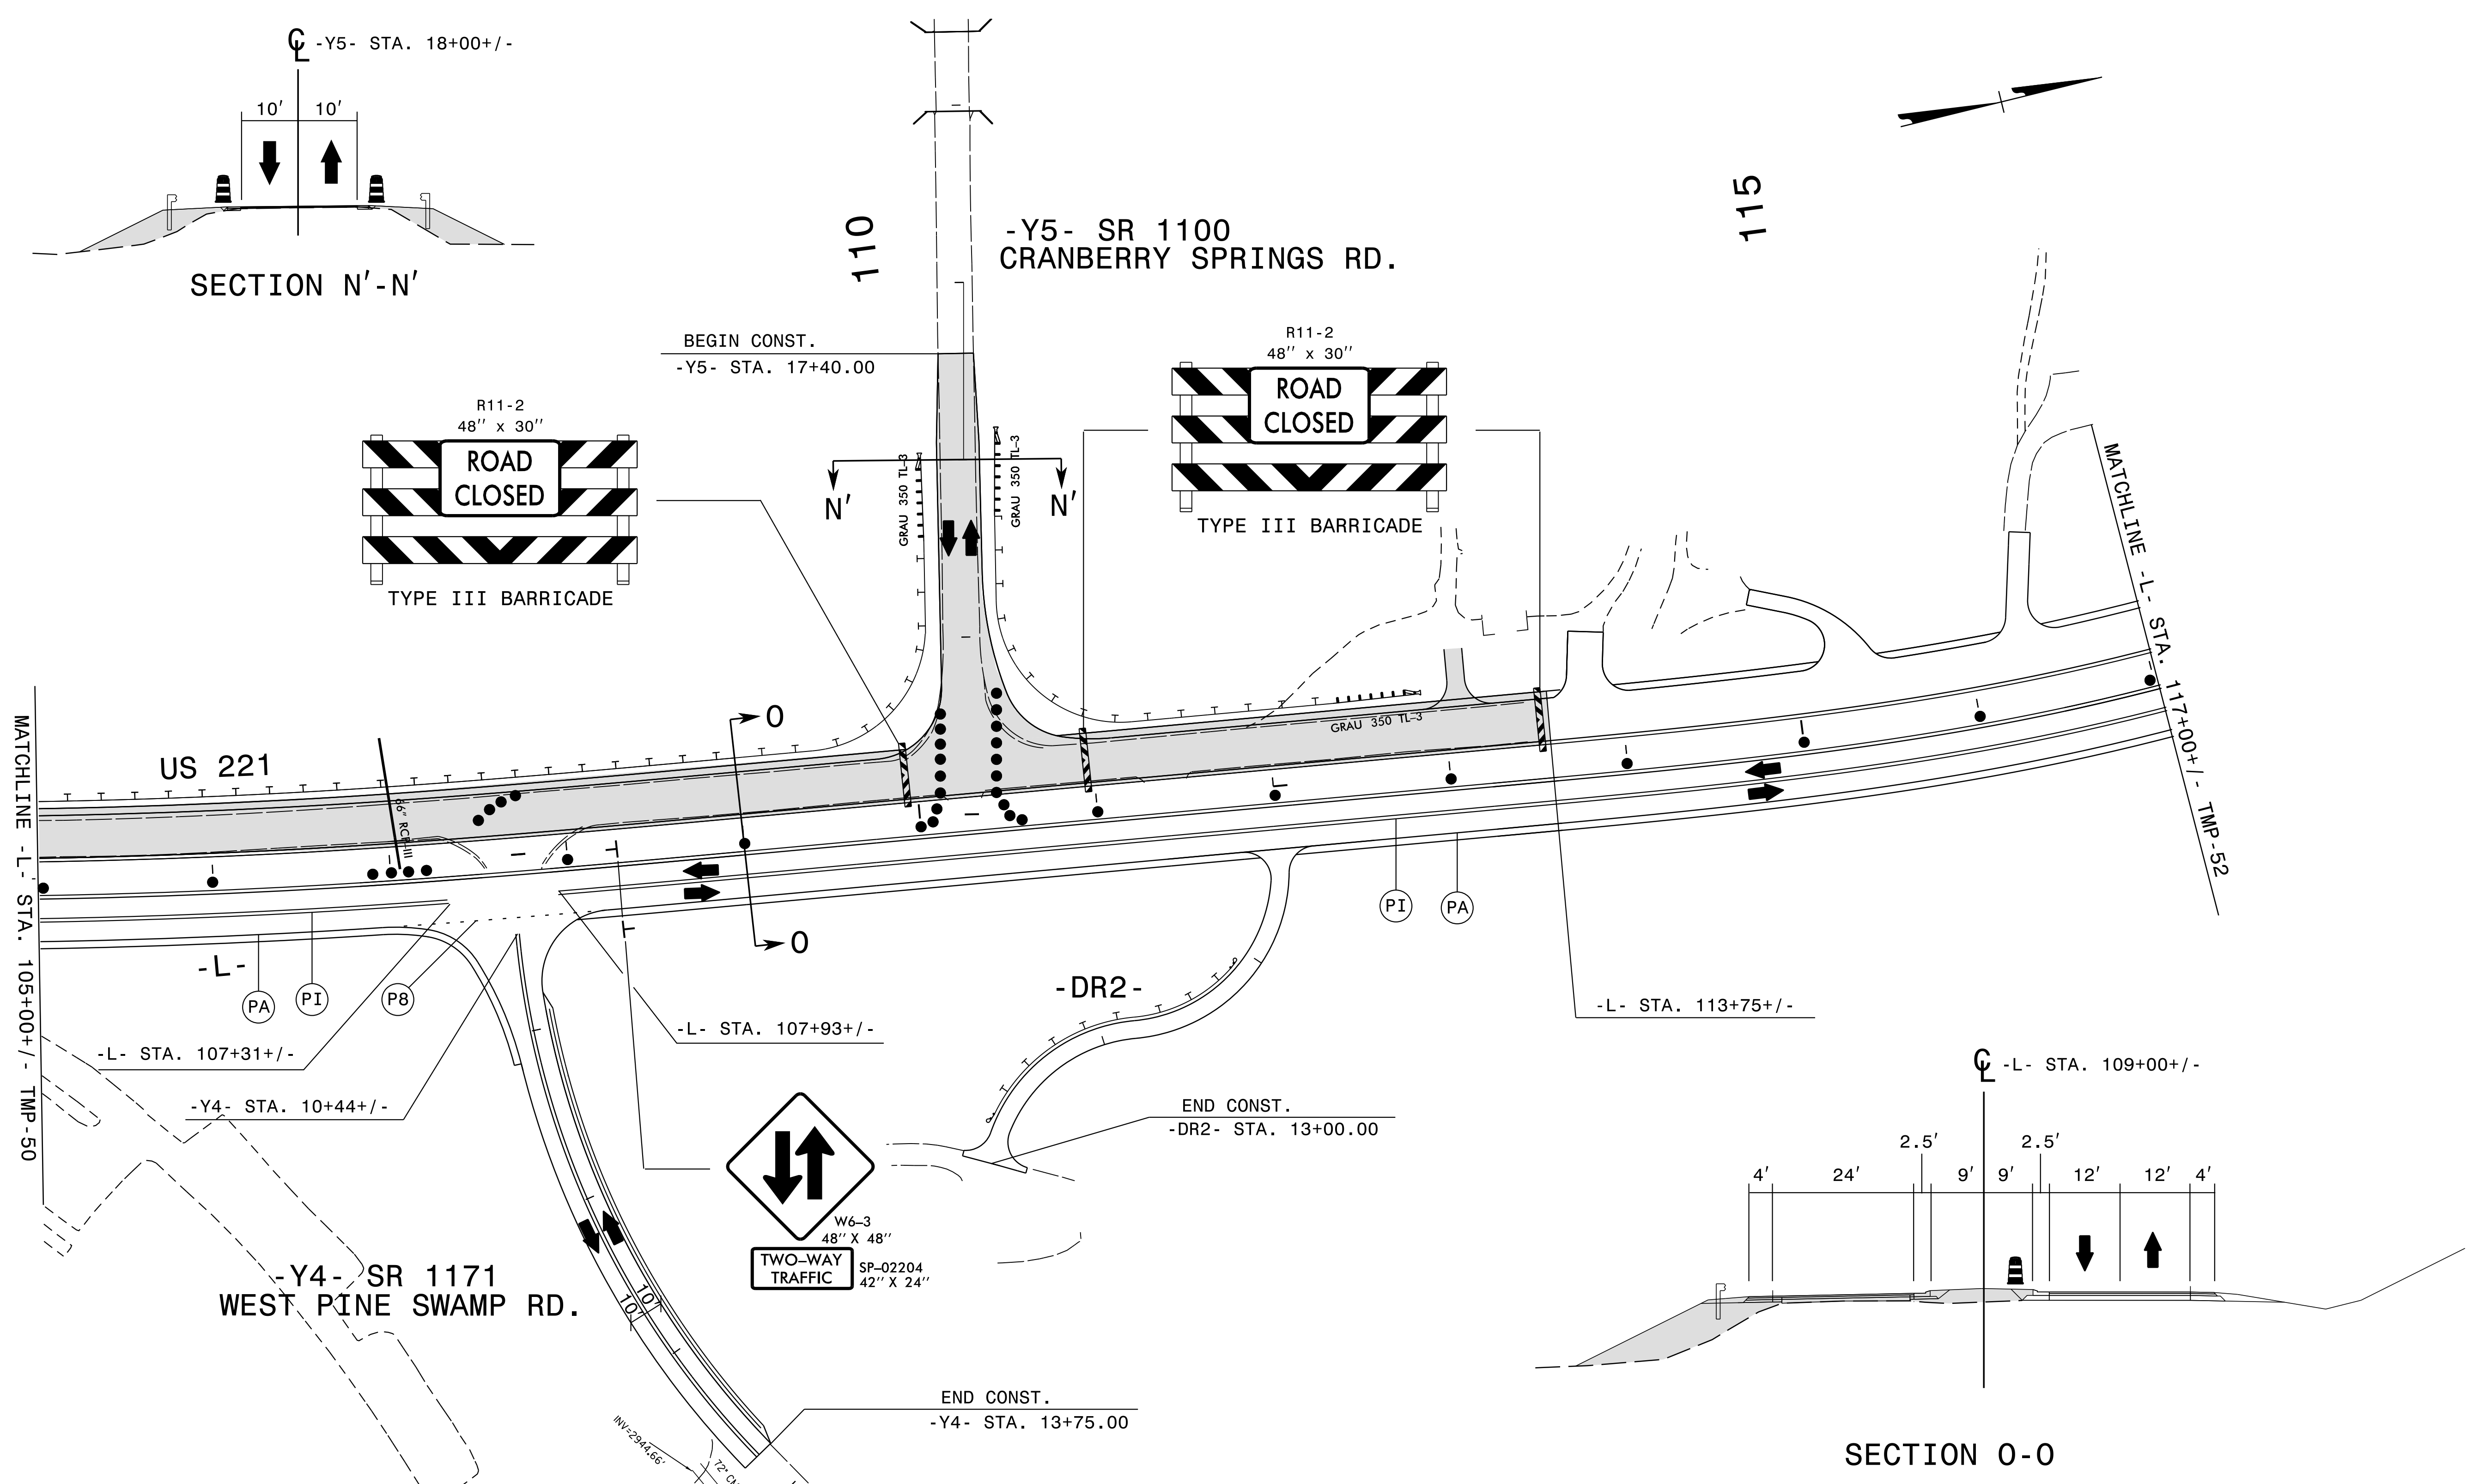 ℄ -Y5- STA. 18+00+/-
10' 10'
SECTION N'-N'
110
115
-Y5- SR 1100
CRANBERRY SPRINGS RD.
BEGIN CONST.
-Y5- STA. 17+40.00
R11-2
48" x 30"
ROAD
CLOSED
TYPE III BARRICADE
R11-2
48" x 30"
ROAD
CLOSED
TYPE III BARRICADE
GRAU 350 TL-3
GRAU 350 TL-3
N' N'
MATCHLINE -L- STA. 117+00+/- TMP-52
GRAU 350 TL-3
O
O
US 221
66" RCP-III
MATCHLINE -L- STA. 105+00+/- TMP-50
-L-
PA PI P8
PI PA
-DR2-
-L- STA. 107+93+/-
-L- STA. 113+75+/-
-L- STA. 107+31+/-
-Y4- STA. 10+44+/-
END CONST.
-DR2- STA. 13+00.00
W6-3
48" X 48"
TWO-WAY
TRAFFIC
SP-02204
42" X 24"
-Y4- SR 1171
WEST PINE SWAMP RD.
10' 10'
END CONST.
-Y4- STA. 13+75.00
INV=2944.66'
℄ -L- STA. 109+00+/-
2.5' 2.5'
4' 24' 9' 9' 12' 12' 4'
SECTION O-O